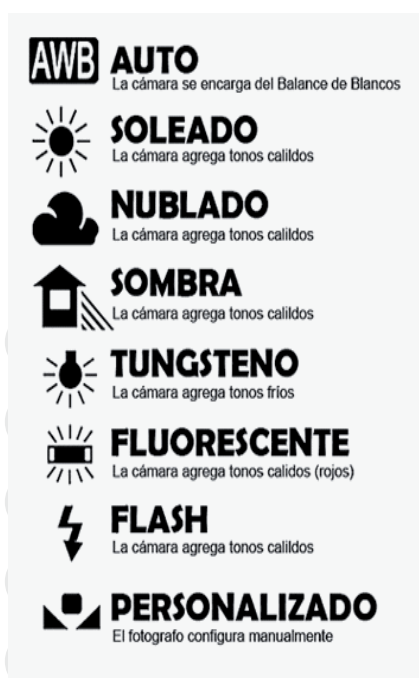 AWB AUTO
La cámara se encarga del Balance de Blancos
SOLEADO
La cámara agrega tonos calildos
NUBLADO
La cámara agrega tonos calildos
SOMBRA
La cámara agrega tonos calildos
TUNGSTENO
La cámara agrega tonos fríos
FLUORESCENTE
La cámara agrega tonos calidos (rojos)
FLASH
La cámara agrega tonos calildos
PERSONALIZADO
El fotografo configura manualmente